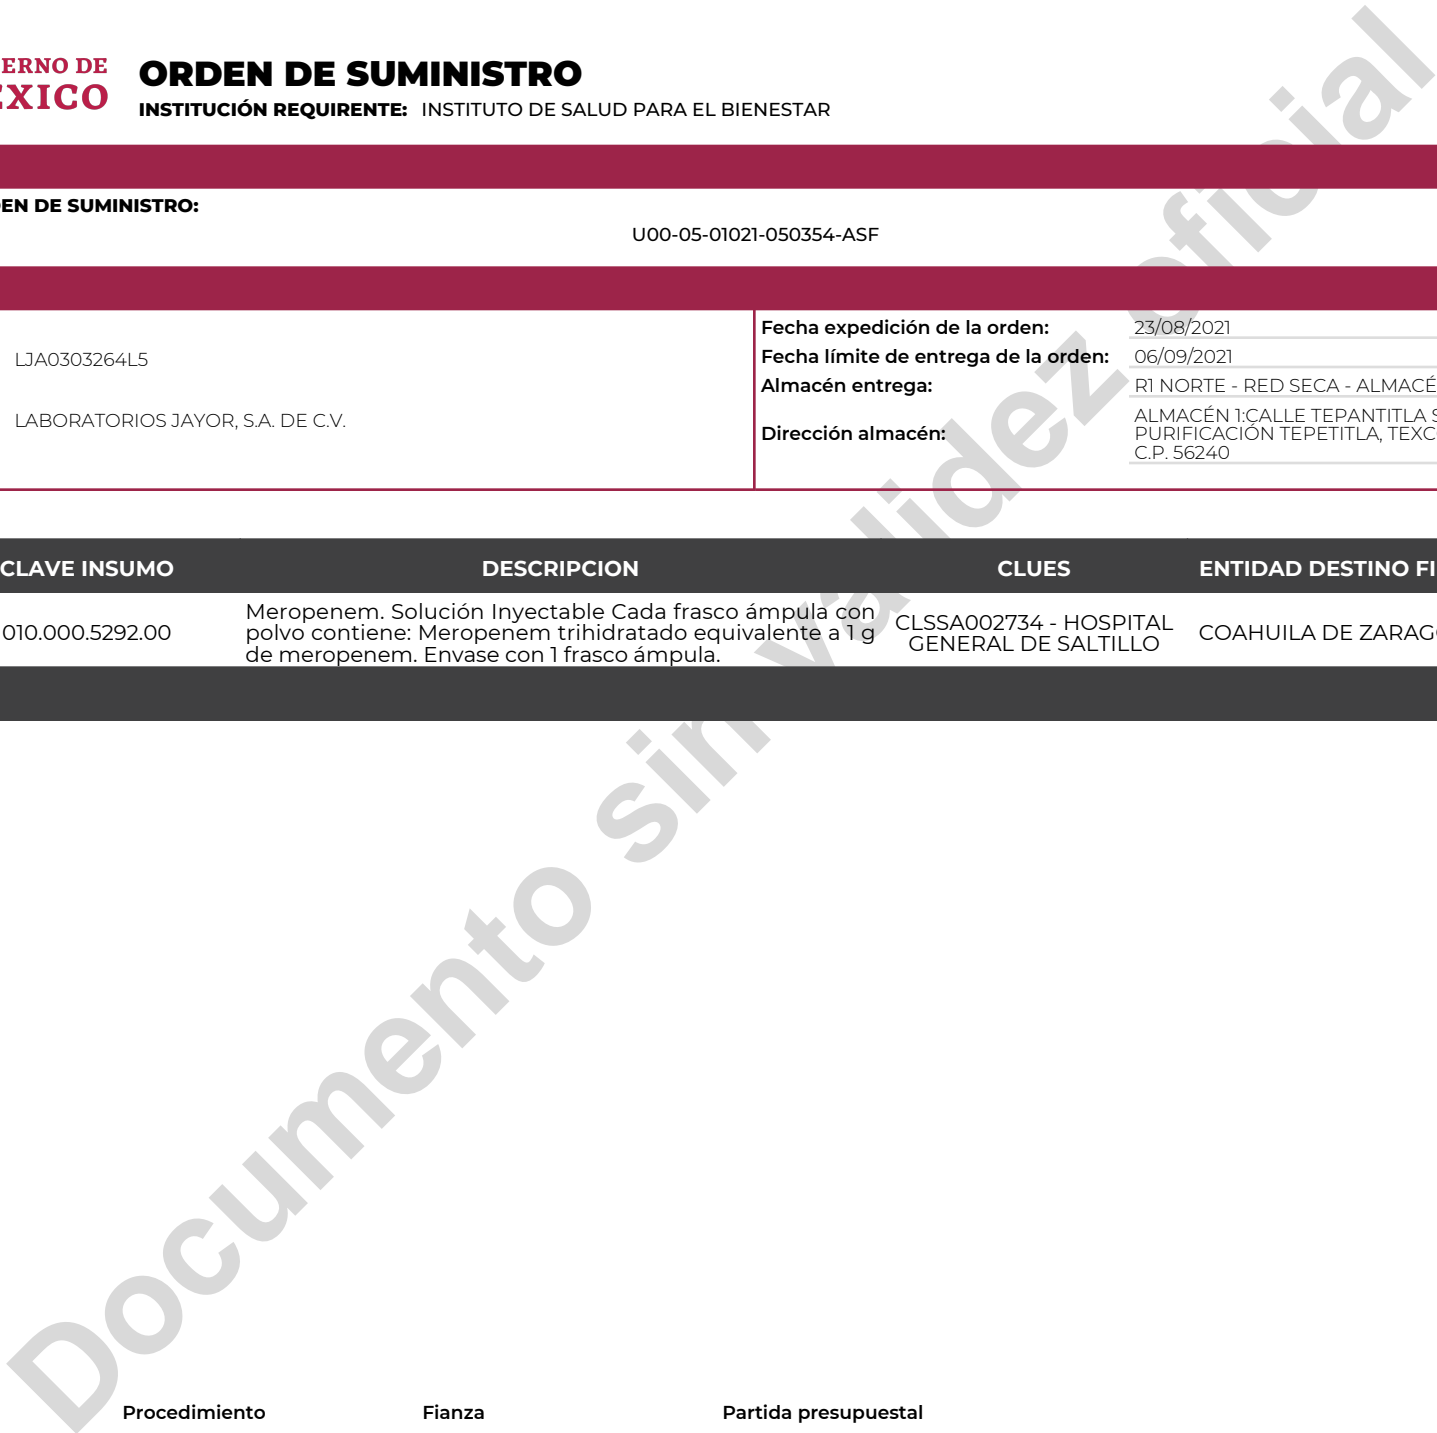 ERNO DE
ORDEN DE SUMINISTRO
XICO
INSTITUCIÓN REQUIRENTE: INSTITUTO DE SALUD PARA EL BIENESTAR
EN DE SUMINISTRO:
U00-05-01021-050354-ASF
LJA0303264L5
LABORATORIOS JAYOR, S.A. DE C.V.
Fecha expedición de la orden: 23/08/2021
Fecha límite de entrega de la orden: 06/09/2021
Almacén entrega: R1 NORTE - RED SECA - ALMACÉ
Dirección almacén:
ALMACÉN 1:CALLE TEPANTITLA S
PURIFICACIÓN TEPETITLA, TEXC
C.P. 56240
CLAVE INSUMO DESCRIPCION CLUES ENTIDAD DESTINO FI
010.000.5292.00
Meropenem. Solución Inyectable Cada frasco ámpula con
polvo contiene: Meropenem trihidratado equivalente a 1 g
de meropenem. Envase con 1 frasco ámpula.
CLSSA002734 - HOSPITAL
GENERAL DE SALTILLO
COAHUILA DE ZARAG
Documento sin validez oficial
Procedimiento Fianza Partida presupuestal